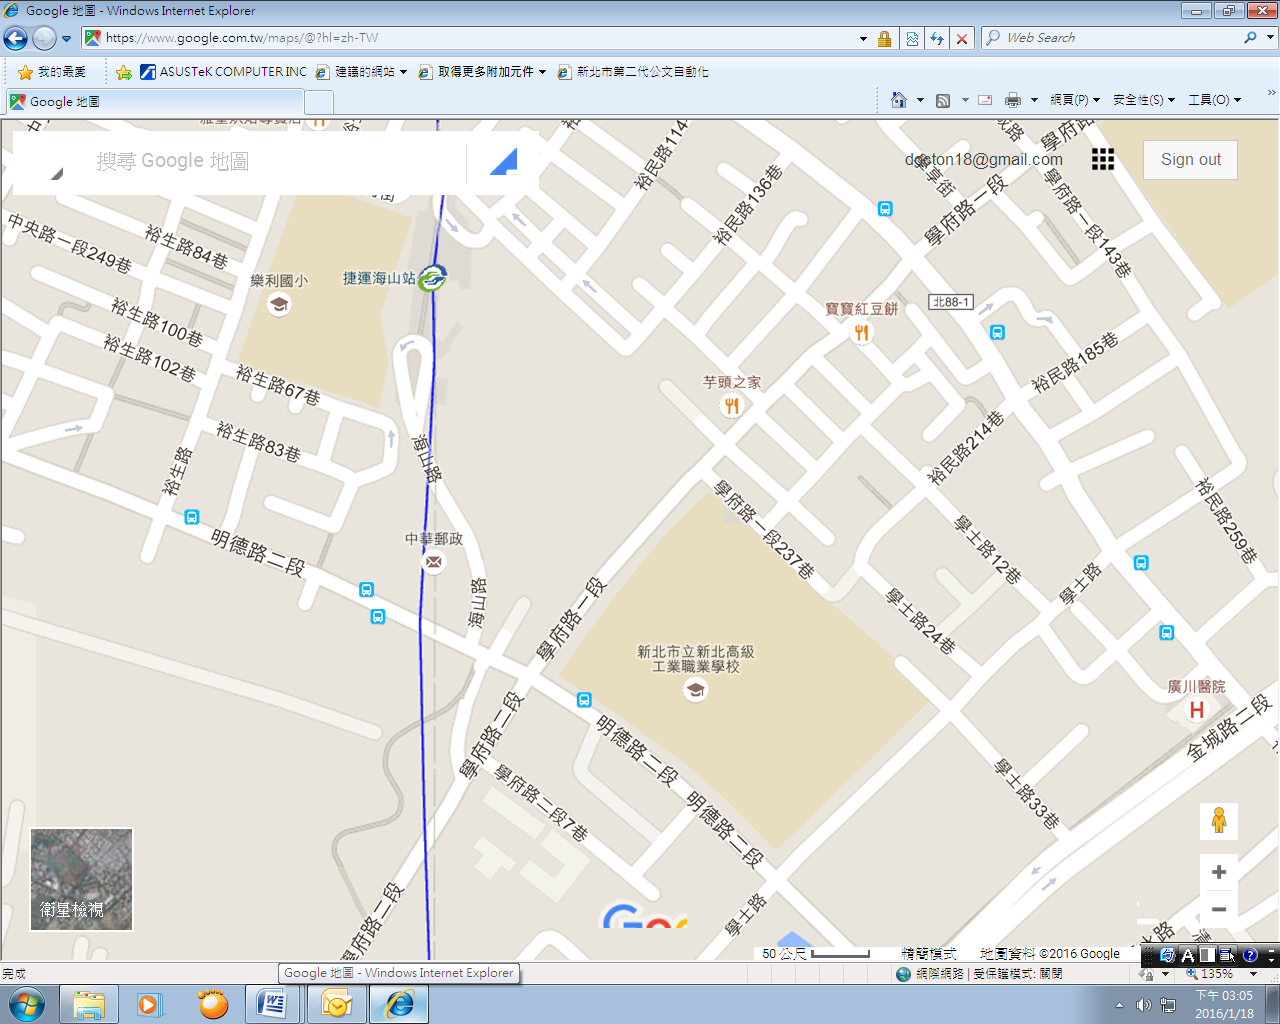 Google 地圖 - Windows Internet Explorer
https://www.google.com.tw/maps/@?hl=zh-TW
Web Search
我的最愛
ASUSTeK COMPUTER INC
建議的網站
取得更多附加元件
新北市第二代公文自動化
Google 地圖
網頁(P)
安全性(S)
工具(O)
搜尋 Google 地圖
dgston18@gmail.com
Sign out
裕民路114
裕民路136巷
學府路一段
學府路一段143巷
中央路一段249巷
裕生路84巷
樂利國小
捷運海山站
裕生路100巷
裕生路102巷
裕生路67巷
裕生路83巷
裕生路
海山路
寶寶紅豆餅
北88-1
裕民路185巷
芋頭之家
裕民路214巷
裕民路259巷
學府路一段237巷
學士路12巷
學士路
學士路24巷
明德路二段
中華郵政
海山路
學府路一段
新北市立新北高級
工業職業學校
廣川醫院
金城路二段
學府路二段
明德路二段
學府路二段7巷
明德路二段
學士路33巷
學府路二段
學士路
衛星檢視
50 公尺
精簡模式
地圖資料 ©2016 Google
完成
Google 地圖 - Windows Internet Explorer
網際網路 | 受保護模式: 關閉
135%
下午 03:05
2016/1/18